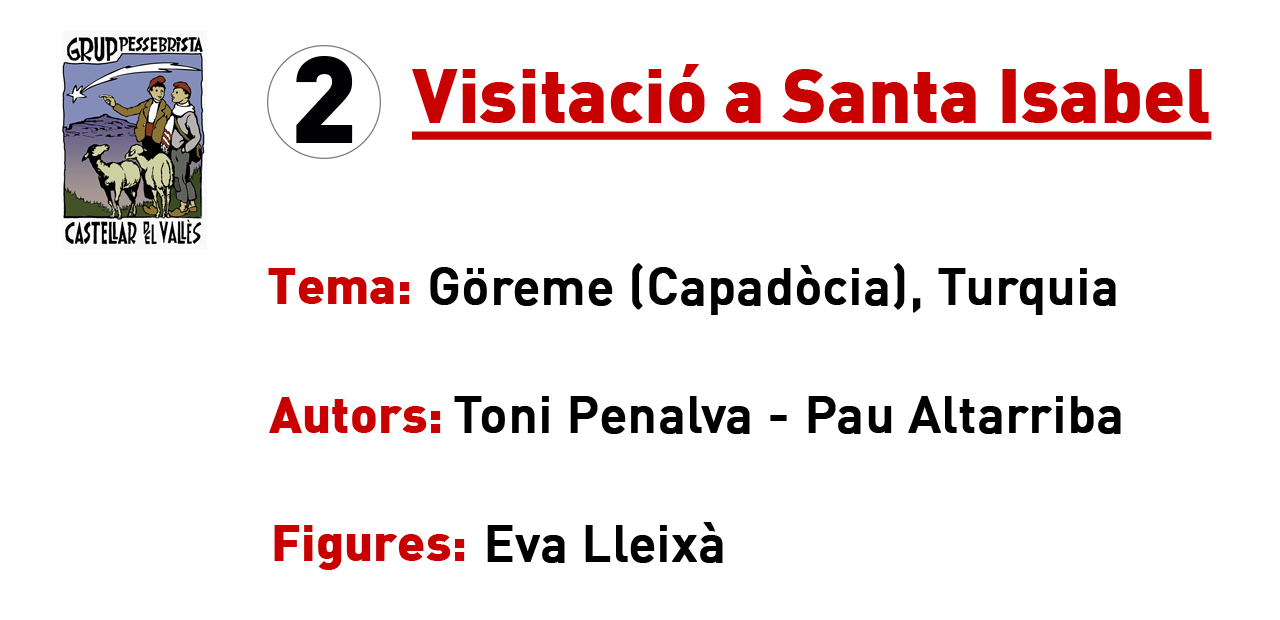 GRUP PESSEBRISTA
CASTELLAR DEL VALLÈS
2 Visitació a Santa Isabel
Tema: Göreme (Capadòcia), Turquia
Autors: Toni Penalva - Pau Altarriba
Figures: Eva Lleixà